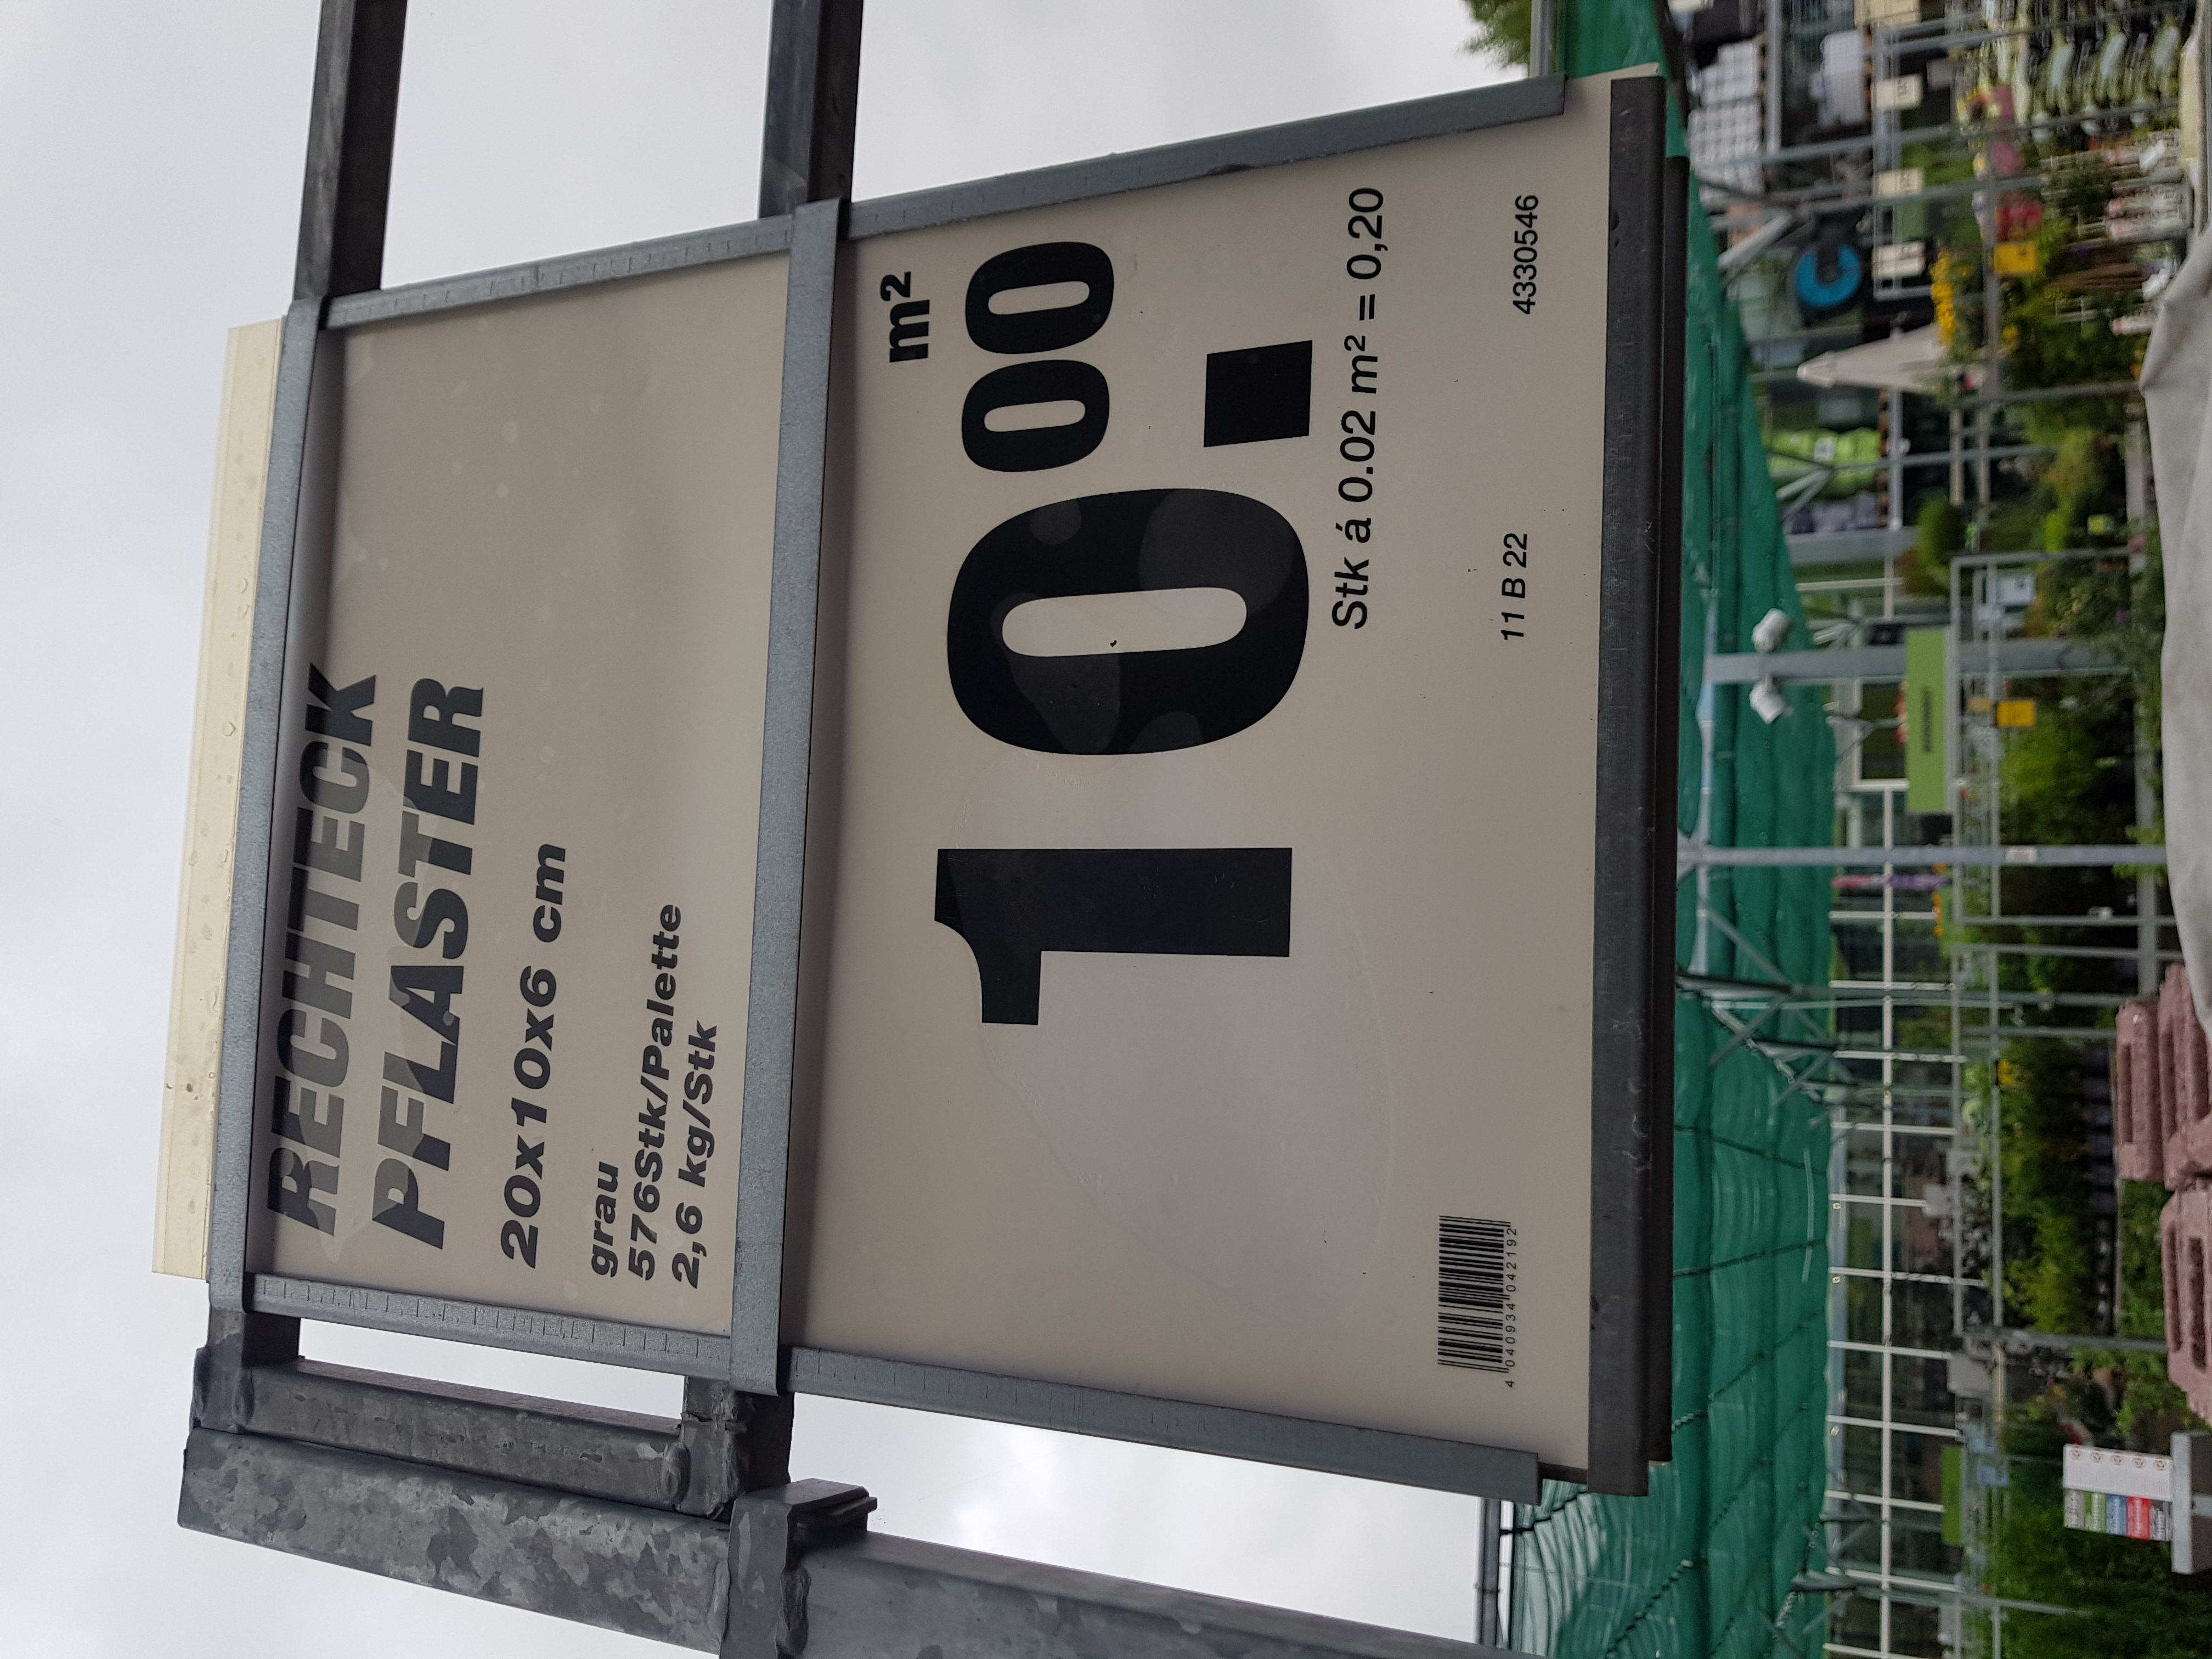 RECHTECK
PFLASTER
20x10x6 cm
grau
576Stk/Palette
2,6 kg/Stk
m²
10.00
Stk á 0.02 m² = 0,20
4 040934 042192
11 B 22
4330546